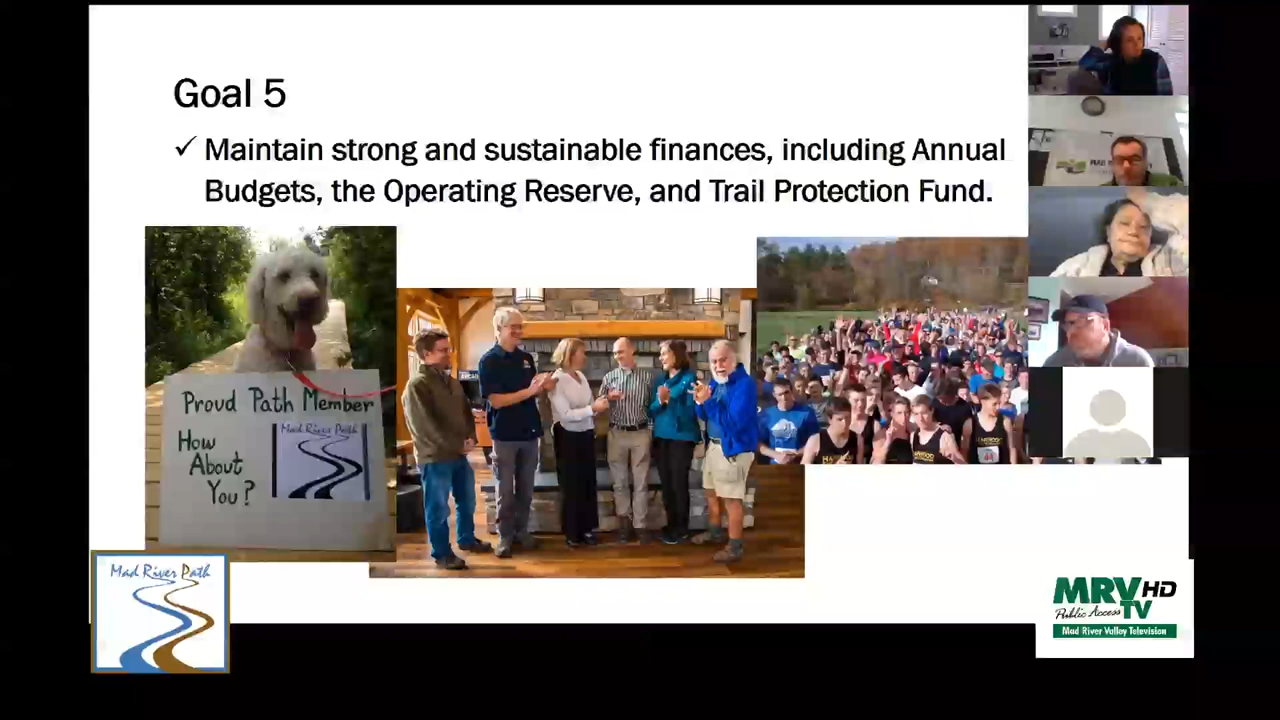 Goal 5
✓ Maintain strong and sustainable finances, including Annual
Budgets, the Operating Reserve, and Trail Protection Fund.
Proud Path Member
How
About
You?
Mad River Path
Mad River Path
MRV HD
Public Access TV
Mad River Valley Television